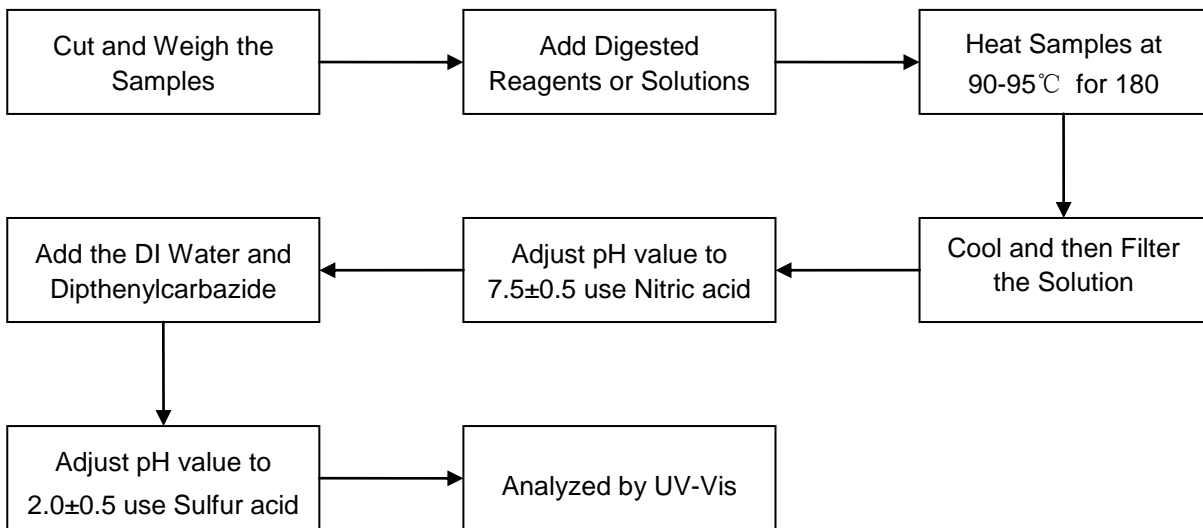 Cut and Weigh the
Samples
Add Digested
Reagents or Solutions
Heat Samples at
90-95℃ for 180
Cool and then Filter
the Solution
Adjust pH value to
7.5±0.5 use Nitric acid
Add the DI Water and
Dipthenylcarbazide
Adjust pH value to
2.0±0.5 use Sulfur acid
Analyzed by UV-Vis